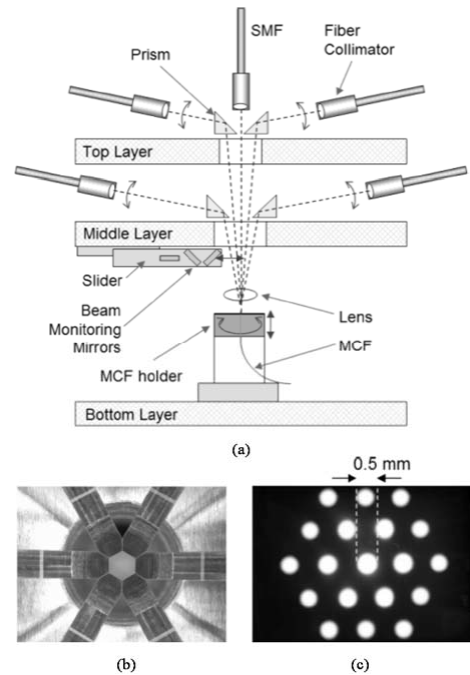 SMF
Fiber
Collimator
Prism
Top Layer
Middle Layer
Slider
Beam
Monitoring
Mirrors
Lens
MCF
MCF holder
Bottom Layer
(a)
0.5 mm
(b)
(c)